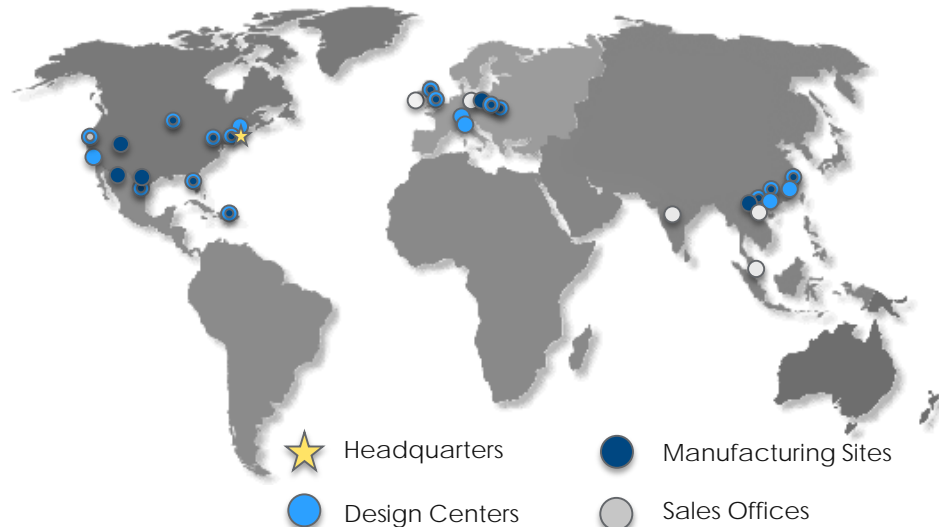 Headquarters
Manufacturing Sites
Design Centers
Sales Offices